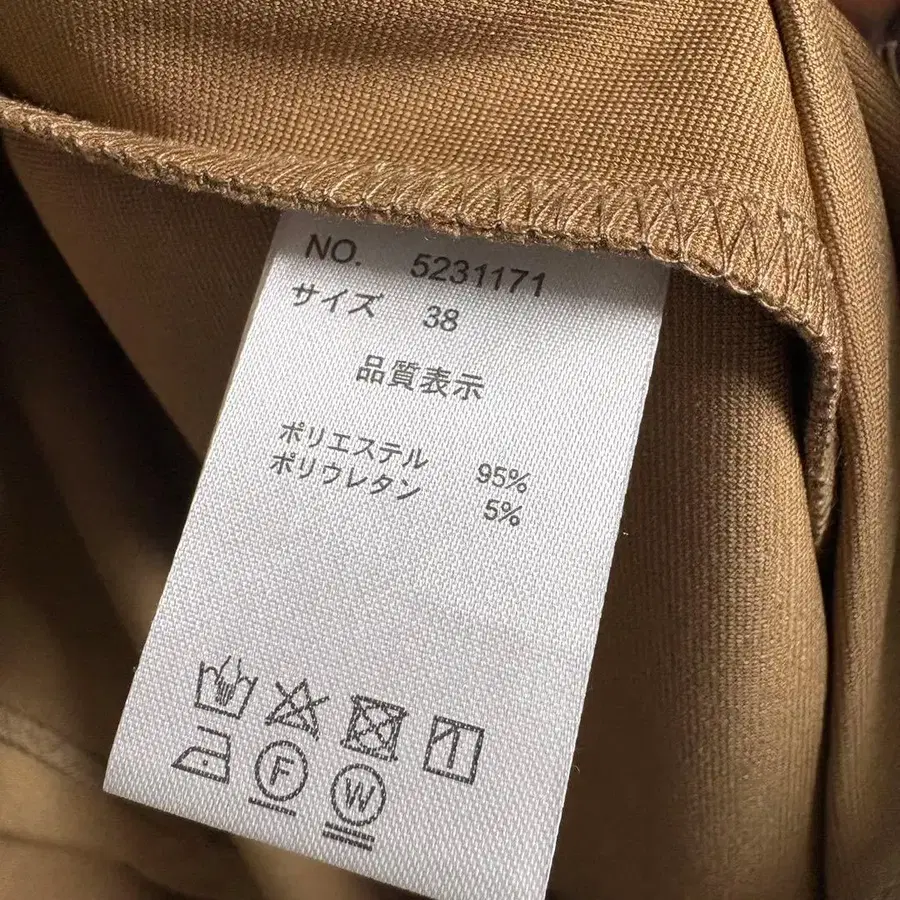 NO. 5231171
サイズ 38
品質表示
ポリエステル 95%
ポリウレタン 5%
F W